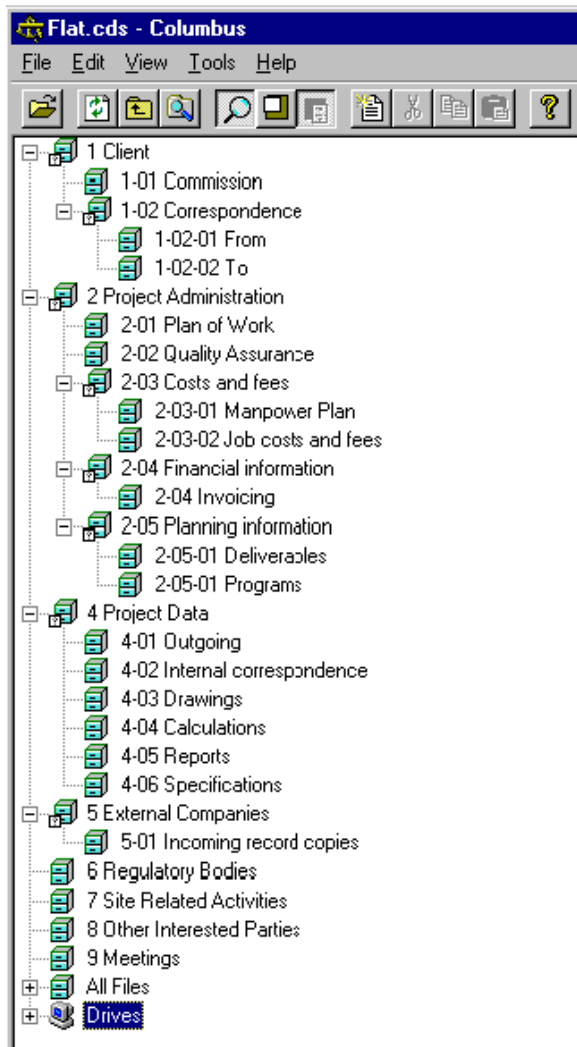 Flat.cds - Columbus
File Edit View Tools Help
1 Client
1-01 Commission
1-02 Correspondence
1-02-01 From
1-02-02 To
2 Project Administration
2-01 Plan of Work
2-02 Quality Assurance
2-03 Costs and fees
2-03-01 Manpower Plan
2-03-02 Job costs and fees
2-04 Financial information
2-04 Invoicing
2-05 Planning information
2-05-01 Deliverables
2-05-01 Programs
4 Project Data
4-01 Outgoing
4-02 Internal correspondence
4-03 Drawings
4-04 Calculations
4-05 Reports
4-06 Specifications
5 External Companies
5-01 Incoming record copies
6 Regulatory Bodies
7 Site Related Activities
8 Other Interested Parties
9 Meetings
All Files
Drives